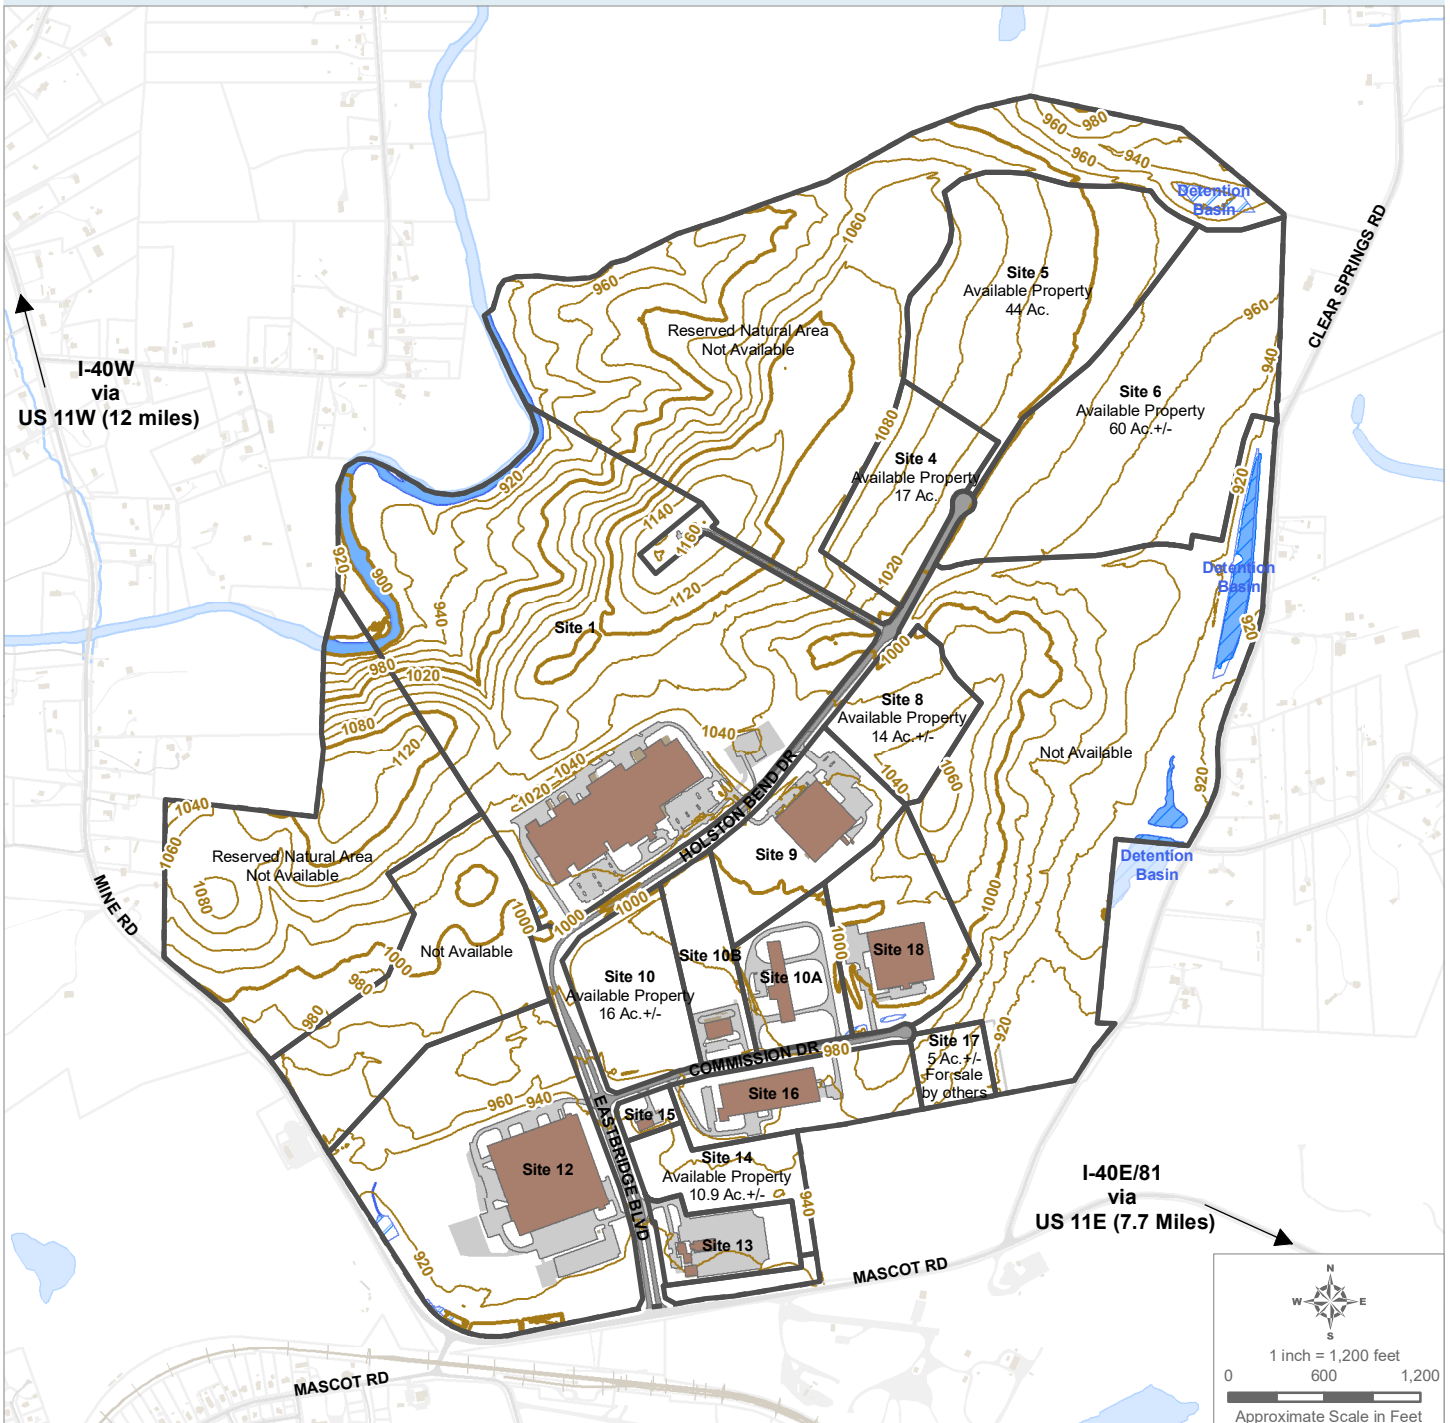 960
980
960
940
Detention
Basin
1060
CLEAR SPRINGS RD
Site 5
Available Property
44 Ac.
960
960
940
Reserved Natural Area
Not Available
I-40W
via
US 11W (12 miles)
Site 6
Available Property
60 Ac.+/-
1080
Site 4
Available Property
17 Ac.
920
920
1140
1160
920
900
940
1120
1020
Detention
Basin
920
Site 1
1000
980
1020
Site 8
Available Property
14 Ac.+/-
1080
1120
1040
Not Available
1040
1020
1040
1060
920
HOLSTON BEND DR
1040
1060
Reserved Natural Area
Not Available
1080
Site 9
Detention
Basin
MINE RD
1000
1000
1000
1000
1000
Not Available
1000
980
980
Site 10
Available Property
16 Ac.+/-
Site 10B
Site 10A
Site 18
920
COMMISSION DR
980
Site 17
5 Ac.+/-
For sale
by others
960
940
Site 16
Site 15
EASTBRIDGE BLVD
Site 12
Site 14
Available Property
10.9 Ac.+/-
940
I-40E/81
via
US 11E (7.7 Miles)
Site 13
920
MASCOT RD
MASCOT RD
N
W
E
S
1 inch = 1,200 feet
0
600
1,200
Approximate Scale in Feet